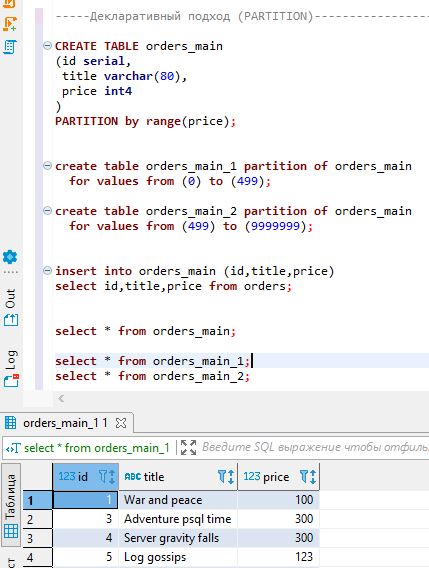 -----Декларативный подход (PARTITION)----------------
CREATE TABLE orders_main
(id serial,
title varchar(80),
price int4
)
PARTITION by range(price);
create table orders_main_1 partition of orders_main
for values from (0) to (499);
create table orders_main_2 partition of orders_main
for values from (499) to (9999999);
insert into orders_main (id,title,price)
select id,title,price from orders;
select * from orders_main;
select * from orders_main_1;
select * from orders_main_2;
Out
Log
orders_main_1 1
select * from orders_main_1
Введите SQL выражение чтобы отфиль
Таблица
123 id
ABC title
123 price
1 1 War and peace 100
2 3 Adventure psql time 300
3 4 Server gravity falls 300
4 5 Log gossips 123